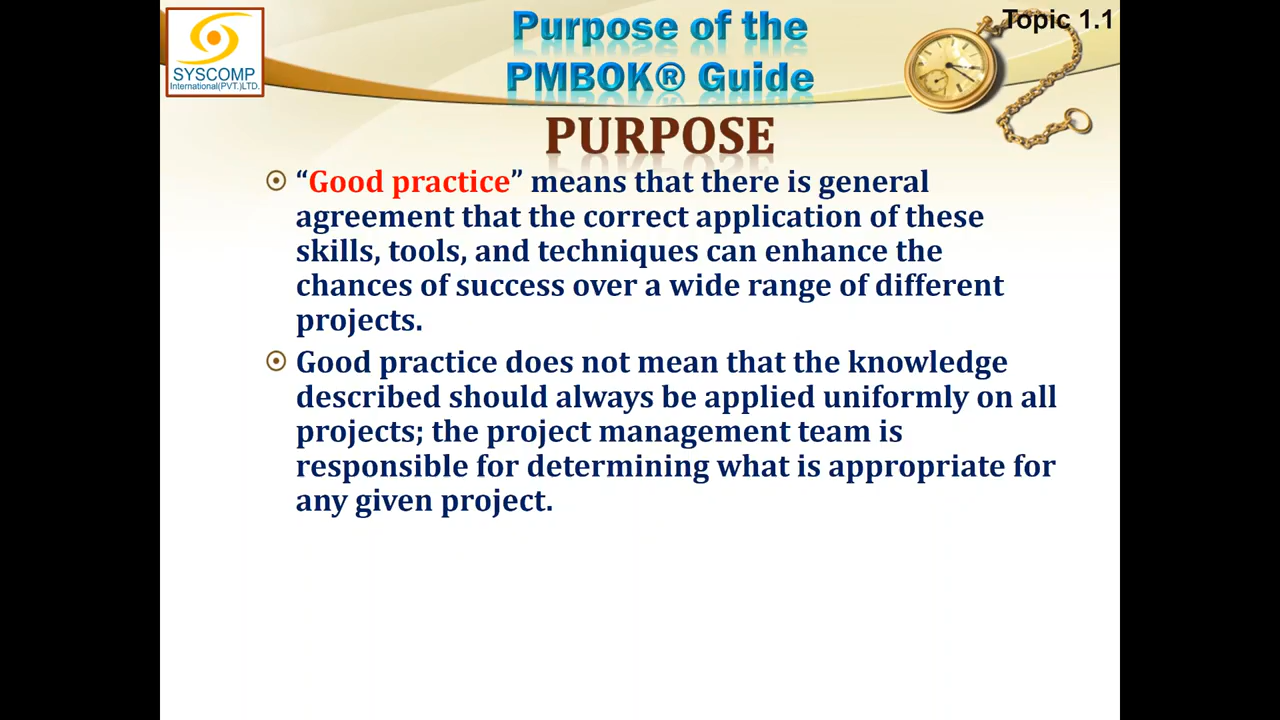 SYSCOMP
International(PVT.)LTD.
Purpose of the
PMBOK® Guide
Topic 1.1
PURPOSE
“Good practice” means that there is general
agreement that the correct application of these
skills, tools, and techniques can enhance the
chances of success over a wide range of different
projects.
Good practice does not mean that the knowledge
described should always be applied uniformly on all
projects; the project management team is
responsible for determining what is appropriate for
any given project.